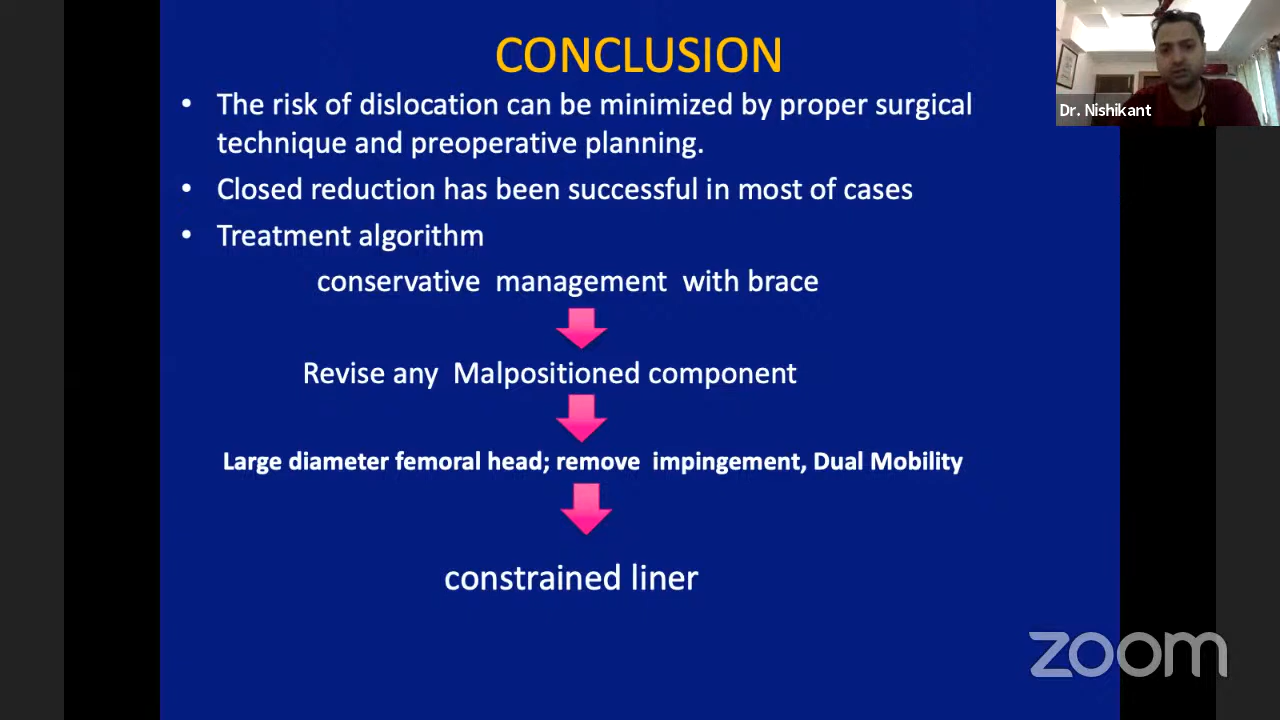 CONCLUSION
• The risk of dislocation can be minimized by proper surgical
technique and preoperative planning.
• Closed reduction has been successful in most of cases
• Treatment algorithm
conservative management with brace
Revise any Malpositioned component
Large diameter femoral head; remove impingement, Dual Mobility
constrained liner
Dr. Nishikant
zoom